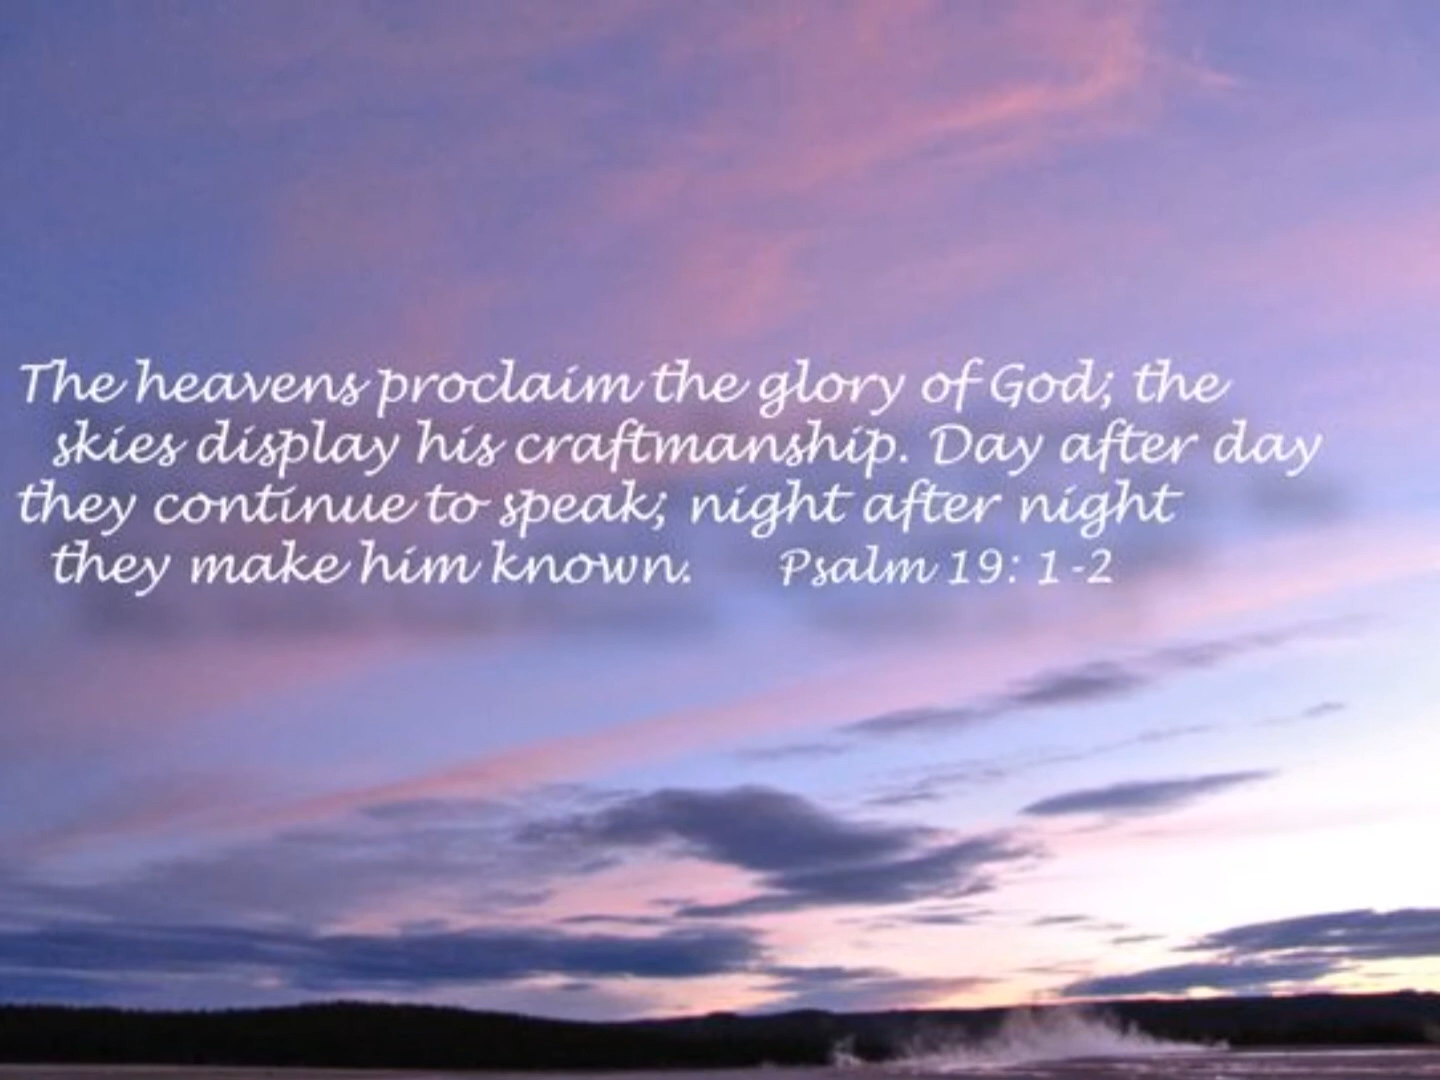 The heavens proclaim the glory of God; the
skies display his craftmanship. Day after day
they continue to speak; night after night
they make him known. Psalm 19: 1-2